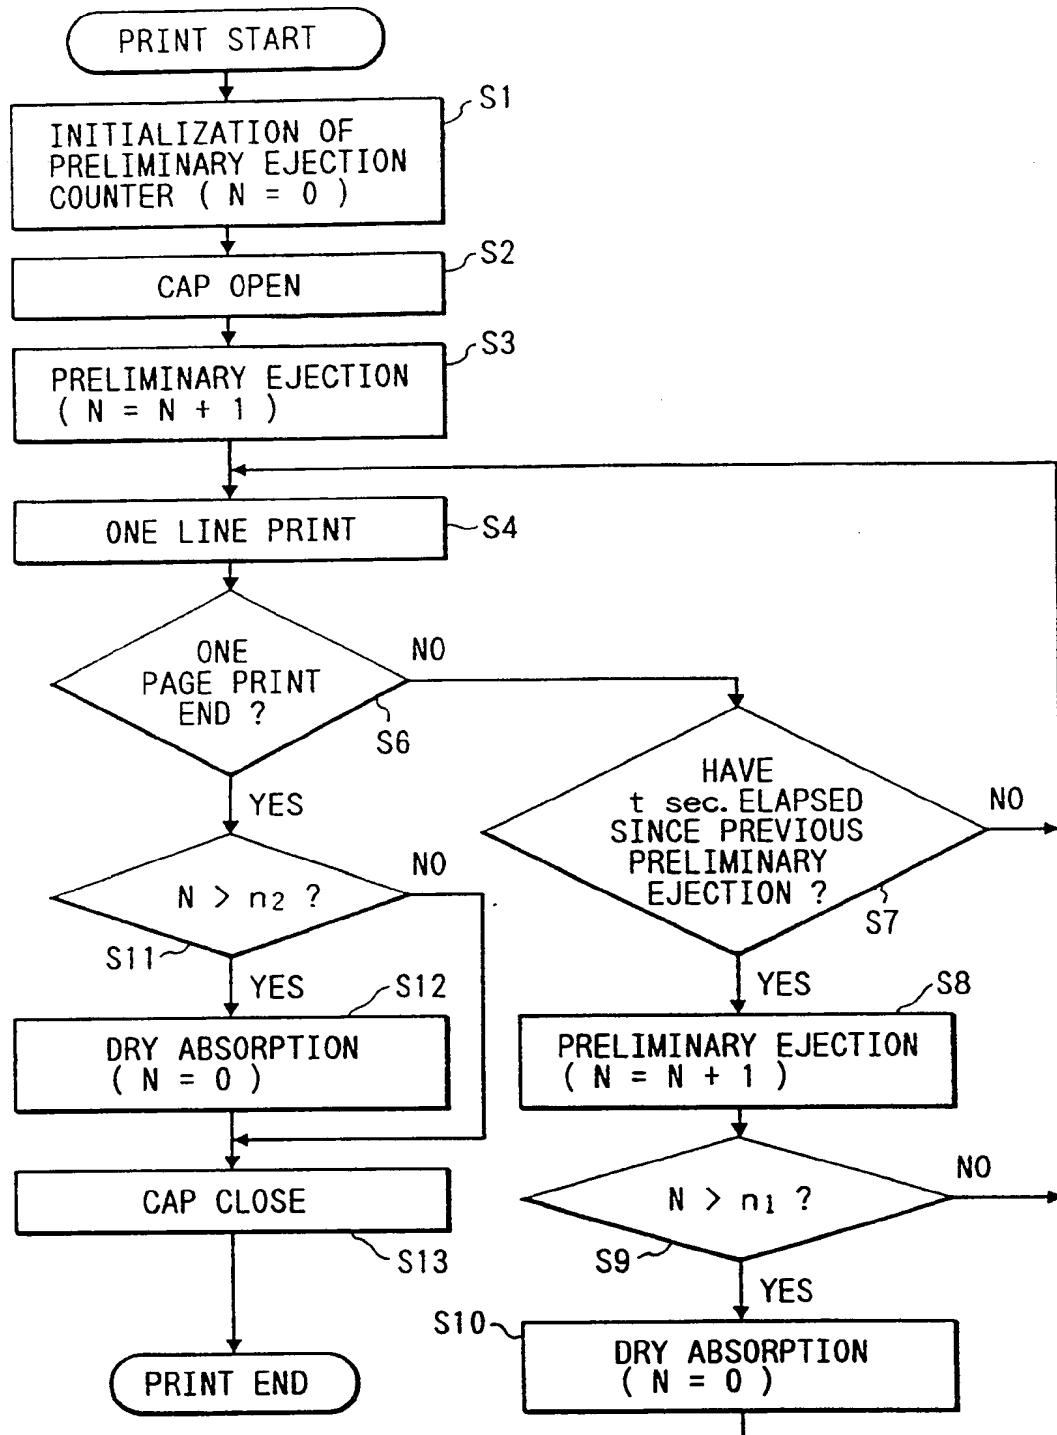 PRINT START
S1
INITIALIZATION OF
PRELIMINARY EJECTION
COUNTER ( N = 0 )
S2
CAP OPEN
S3
PRELIMINARY EJECTION
( N = N + 1 )
ONE LINE PRINT
S4
ONE
PAGE PRINT
END ?
NO
S6
YES
HAVE
t sec. ELAPSED
SINCE PREVIOUS
PRELIMINARY
EJECTION ?
NO
S7
N > n2 ?
NO
S11
YES
S12
DRY ABSORPTION
( N = 0 )
YES
S8
PRELIMINARY EJECTION
( N = N + 1 )
CAP CLOSE
S13
N > n1 ?
NO
S9
YES
S10
DRY ABSORPTION
( N = 0 )
PRINT END